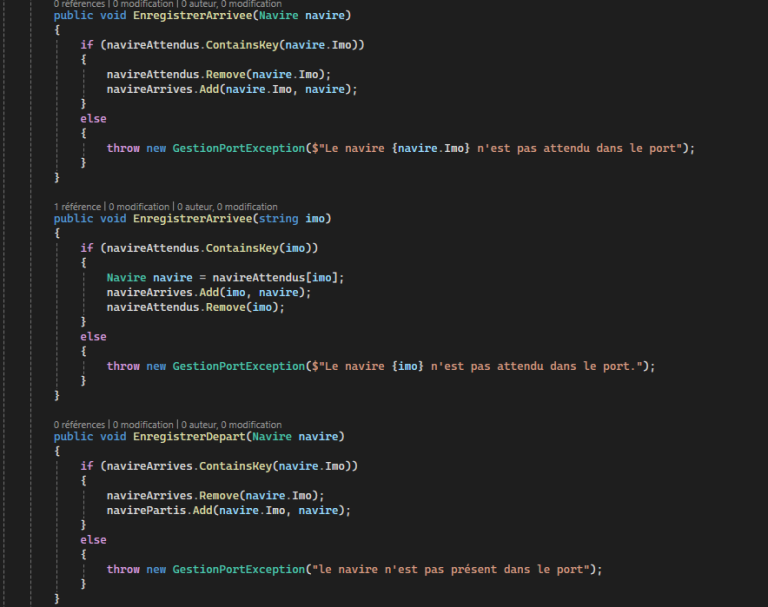 0 références | 0 modification | 0 auteur, 0 modification
public void EnregistrerArrivee(Navire navire)
{
if (navireAttendus.ContainsKey(navire.Imo))
{
navireAttendus.Remove(navire.Imo);
navireArrives.Add(navire.Imo, navire);
}
else
{
throw new GestionPortException($"Le navire {navire.Imo} n'est pas attendu dans le port");
}
}
1 référence | 0 modification | 0 auteur, 0 modification
public void EnregistrerArrivee(string imo)
{
if (navireAttendus.ContainsKey(imo))
{
Navire navire = navireAttendus[imo];
navireArrives.Add(imo, navire);
navireAttendus.Remove(imo);
}
else
{
throw new GestionPortException($"Le navire {imo} n'est pas attendu dans le port.");
}
}
0 références | 0 modification | 0 auteur, 0 modification
public void EnregistrerDepart(Navire navire)
{
if (navireArrives.ContainsKey(navire.Imo))
{
navireArrives.Remove(navire.Imo);
navirePartis.Add(navire.Imo, navire);
}
else
{
throw new GestionPortException("le navire n'est pas présent dans le port");
}
}